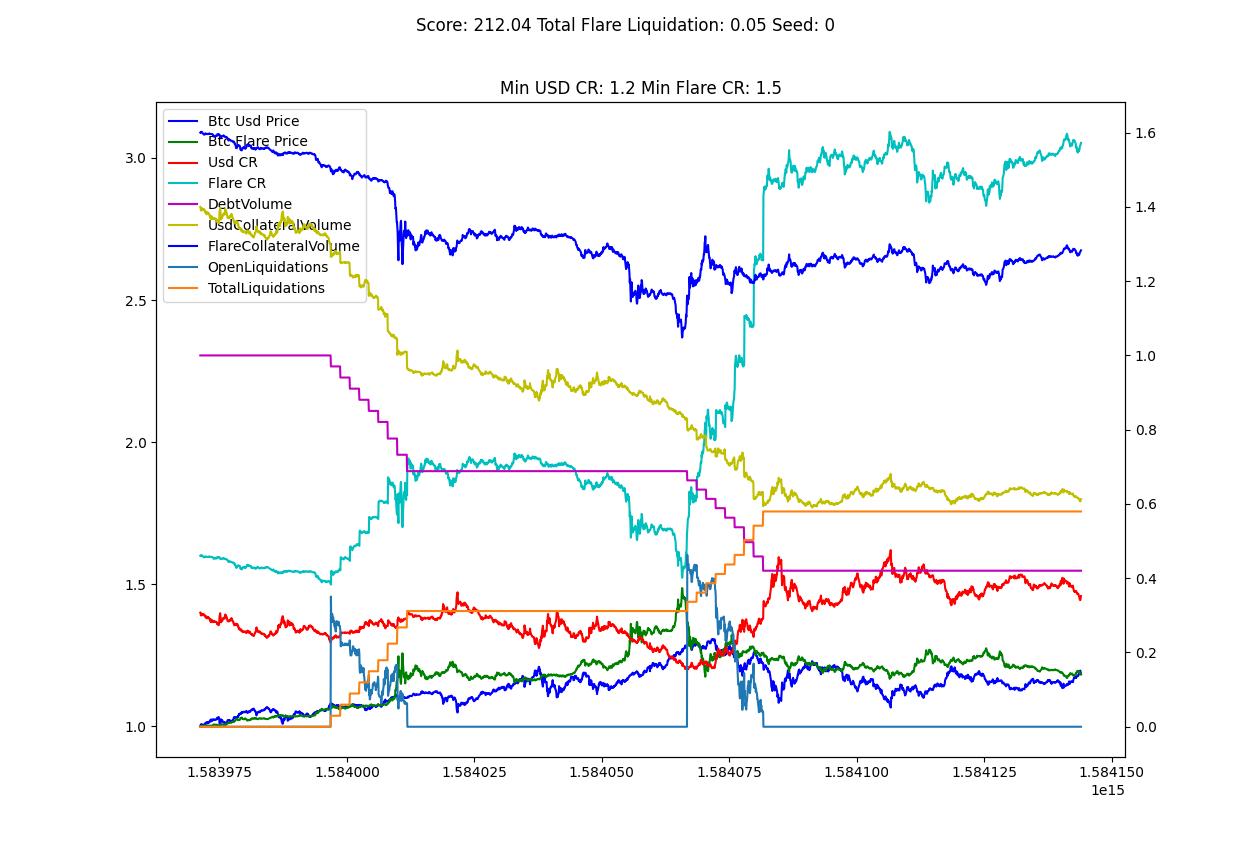 Score: 212.04 Total Flare Liquidation: 0.05 Seed: 0
Min USD CR: 1.2 Min Flare CR: 1.5
Btc Usd Price
Btc Flare Price
Usd CR
Flare CR
DebtVolume
UsdCollateralVolume
FlareCollateralVolume
OpenLiquidations
TotalLiquidations
3.0
2.5
2.0
1.5
1.0
1.6
1.4
1.2
1.0
0.8
0.6
0.4
0.2
0.0
1.583975 1.584000 1.584025 1.584050 1.584075 1.584100 1.584125 1.584150
1e15